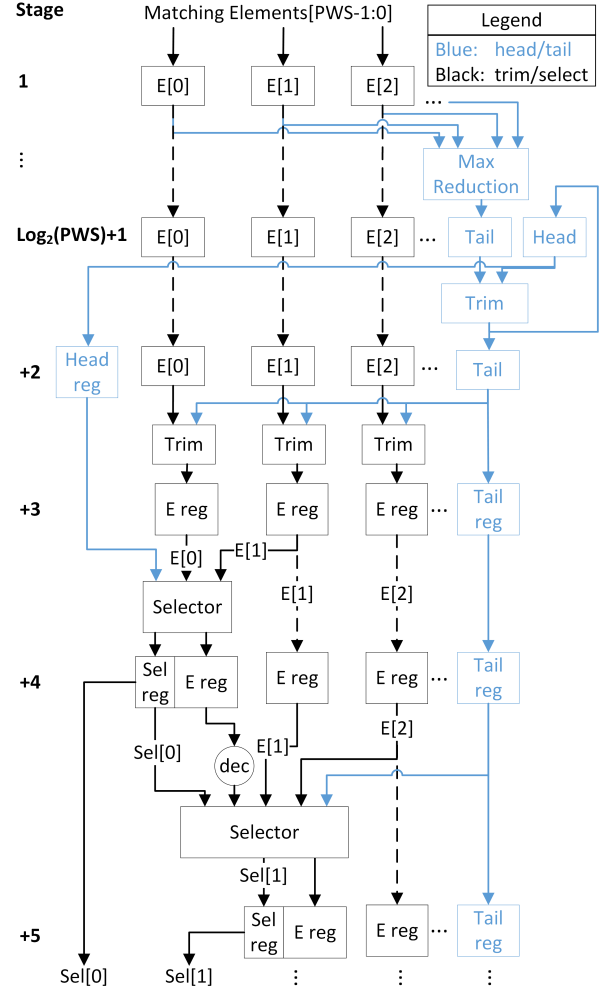 Stage
Matching Elements[PWS-1:0]
Legend
Blue: head/tail
Black: trim/select
1
E[0]
E[1]
E[2]
...
Max
Reduction
⋮
Log₂(PWS)+1
E[0]
E[1]
E[2]
...
Tail
Head
Trim
+2
Head
reg
E[0]
E[1]
E[2]
...
Tail
Trim
Trim
Trim
+3
E reg
E reg
E reg
...
Tail
reg
E[0]
E[1]
Selector
E[1]
E[2]
+4
Sel
reg
E reg
E reg
E reg
...
Tail
reg
Sel[0]
dec
E[1]
E[2]
Selector
Sel[1]
+5
Sel
reg
E reg
E reg
...
Tail
reg
Sel[0]
Sel[1]
⋮
⋮
⋮